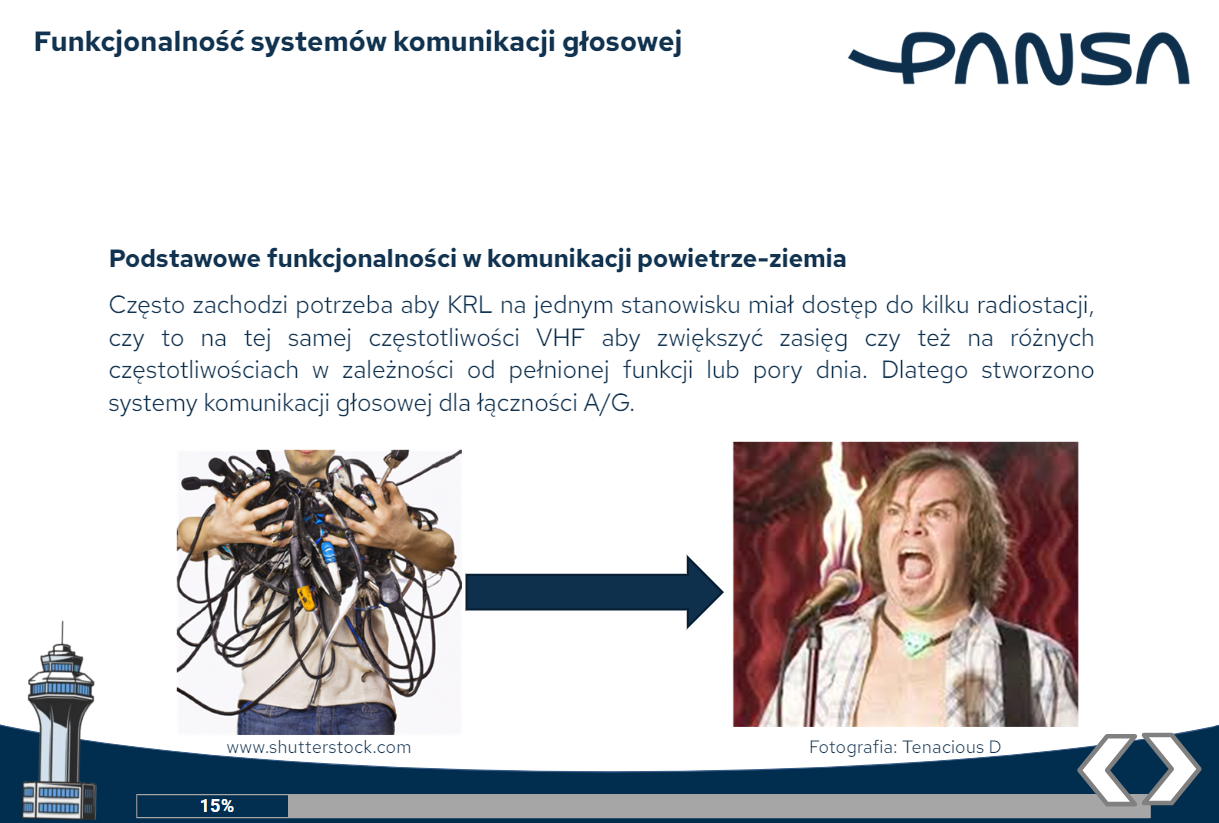 Funkcjonalność systemów komunikacji głosowej
PANSA
Podstawowe funkcjonalności w komunikacji powietrze-ziemia
Często zachodzi potrzeba aby KRL na jednym stanowisku miał dostęp do kilku radiostacji,
czy to na tej samej częstotliwości VHF aby zwiększyć zasięg czy też na różnych
częstotliwościach w zależności od pełnionej funkcji lub pory dnia. Dlatego stworzono
systemy komunikacji głosowej dla łączności A/G.
www.shutterstock.com
Fotografia: Tenacious D
15%